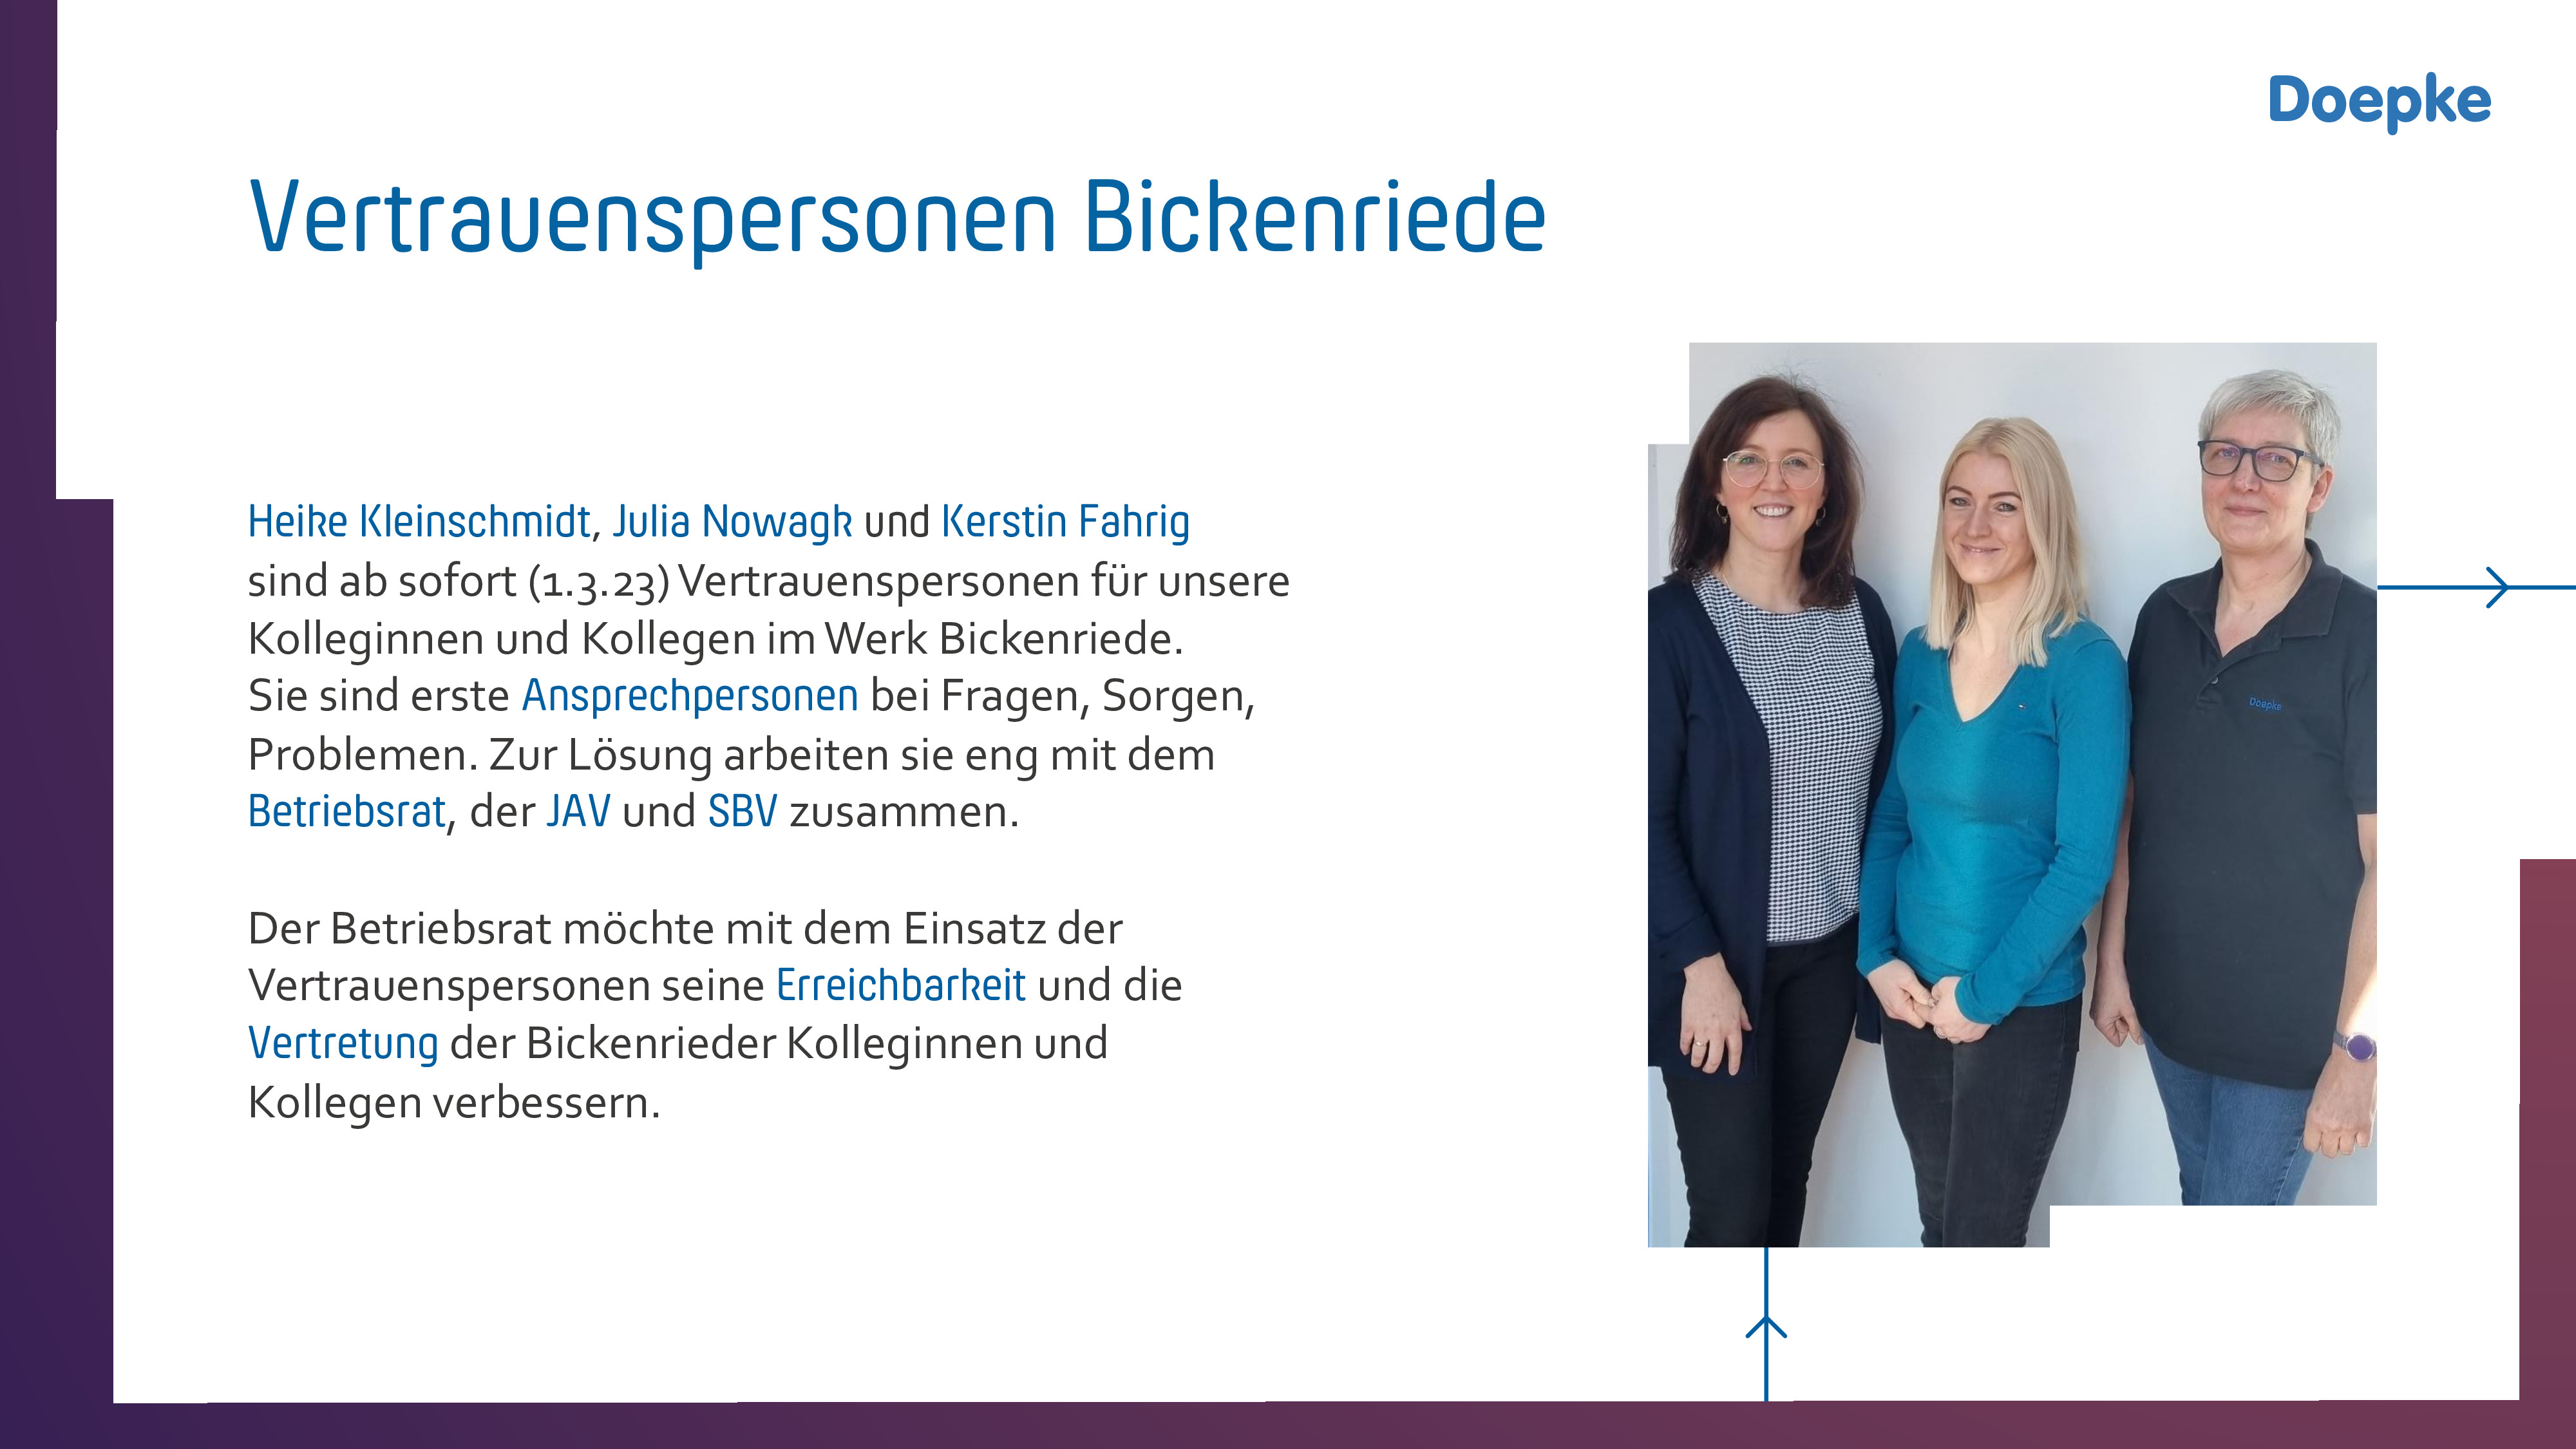 Doepke
Vertrauenspersonen Bickenriede
Heike Kleinschmidt, Julia Nowagk und Kerstin Fahrig
sind ab sofort (1.3.23) Vertrauenspersonen für unsere
Kolleginnen und Kollegen im Werk Bickenriede.
Sie sind erste Ansprechpersonen bei Fragen, Sorgen,
Problemen. Zur Lösung arbeiten sie eng mit dem
Betriebsrat, der JAV und SBV zusammen.
Der Betriebsrat möchte mit dem Einsatz der
Vertrauenspersonen seine Erreichbarkeit und die
Vertretung der Bickenrieder Kolleginnen und
Kollegen verbessern.
Doepke